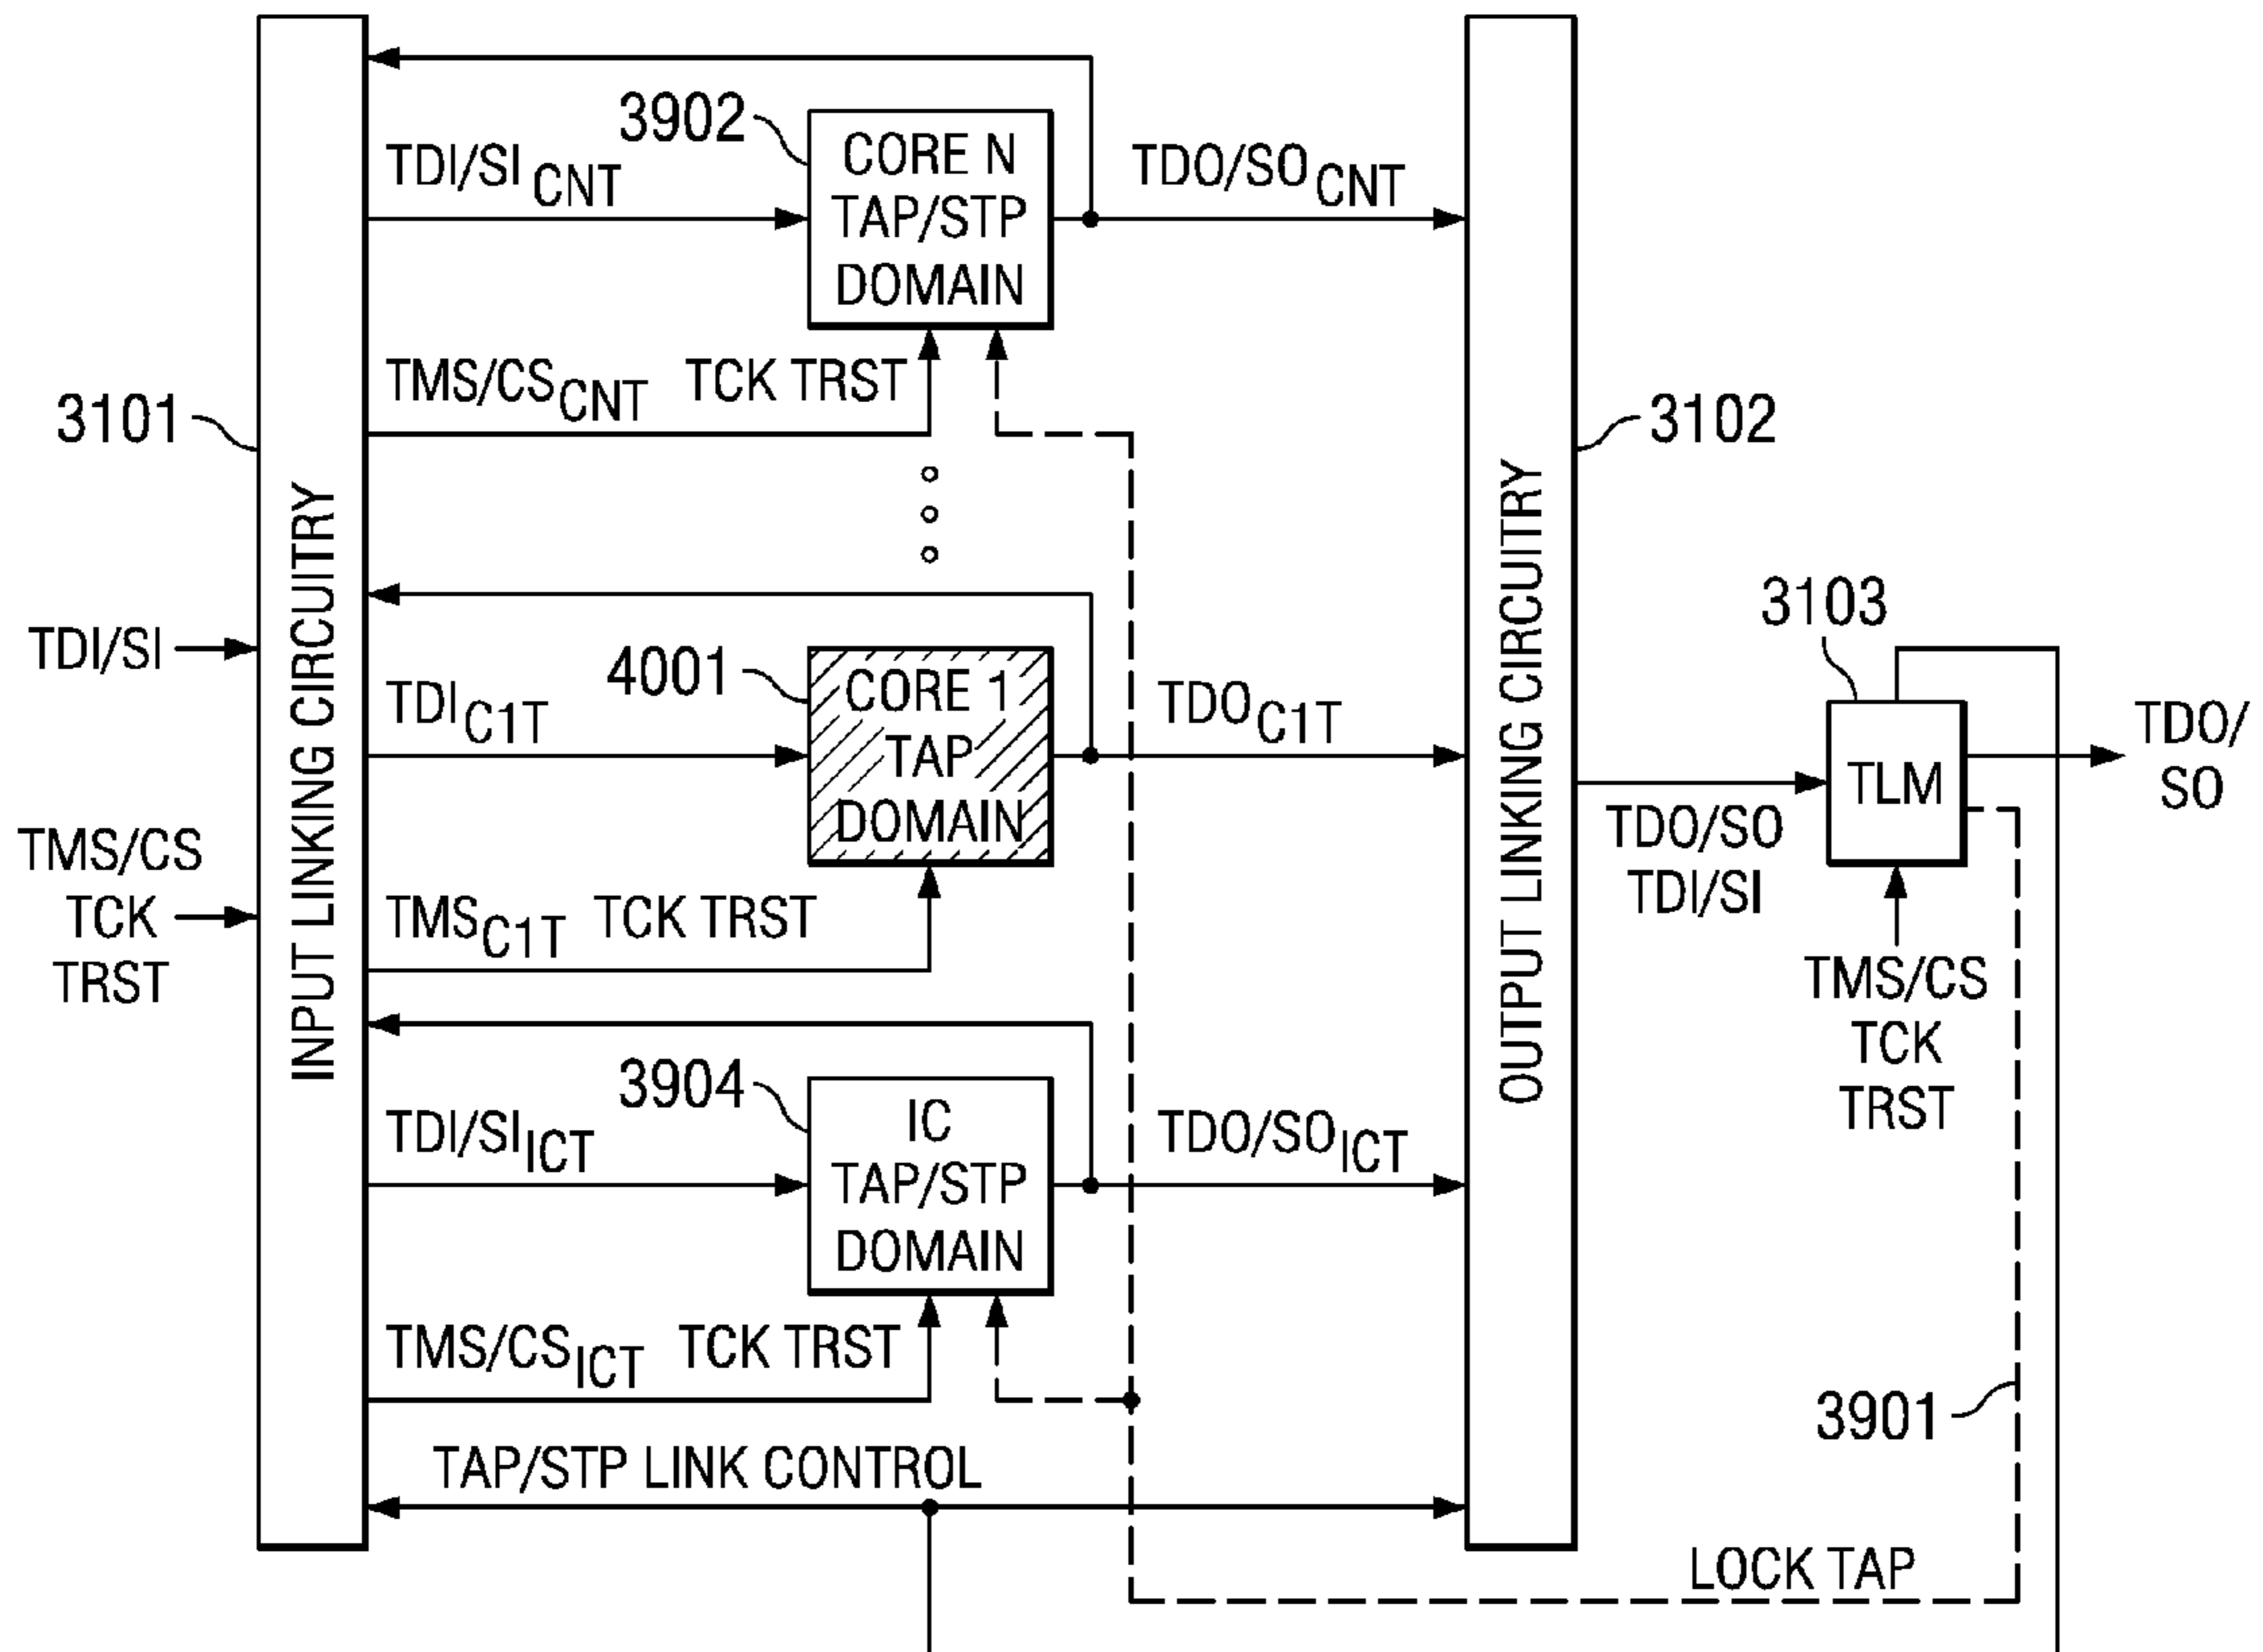 3902
CORE N
TAP/STP
DOMAIN
TDI/SI CNT
TDO/SO CNT
TMS/CS CNT TCK TRST
3101
3102
INPUT LINKING CIRCUITRY
OUTPUT LINKING CIRCUITRY
TDI/SI
4001
CORE 1
TAP
DOMAIN
TDI C1T
TDO C1T
3103
TLM
TDO/
SO
TDO/SO
TDI/SI
TMS/CS
TCK
TRST
TMS C1T TCK TRST
TMS/CS
TCK
TRST
3904
IC
TAP/STP
DOMAIN
TDI/SI ICT
TDO/SO ICT
TMS/CS ICT TCK TRST
3901
TAP/STP LINK CONTROL
LOCK TAP